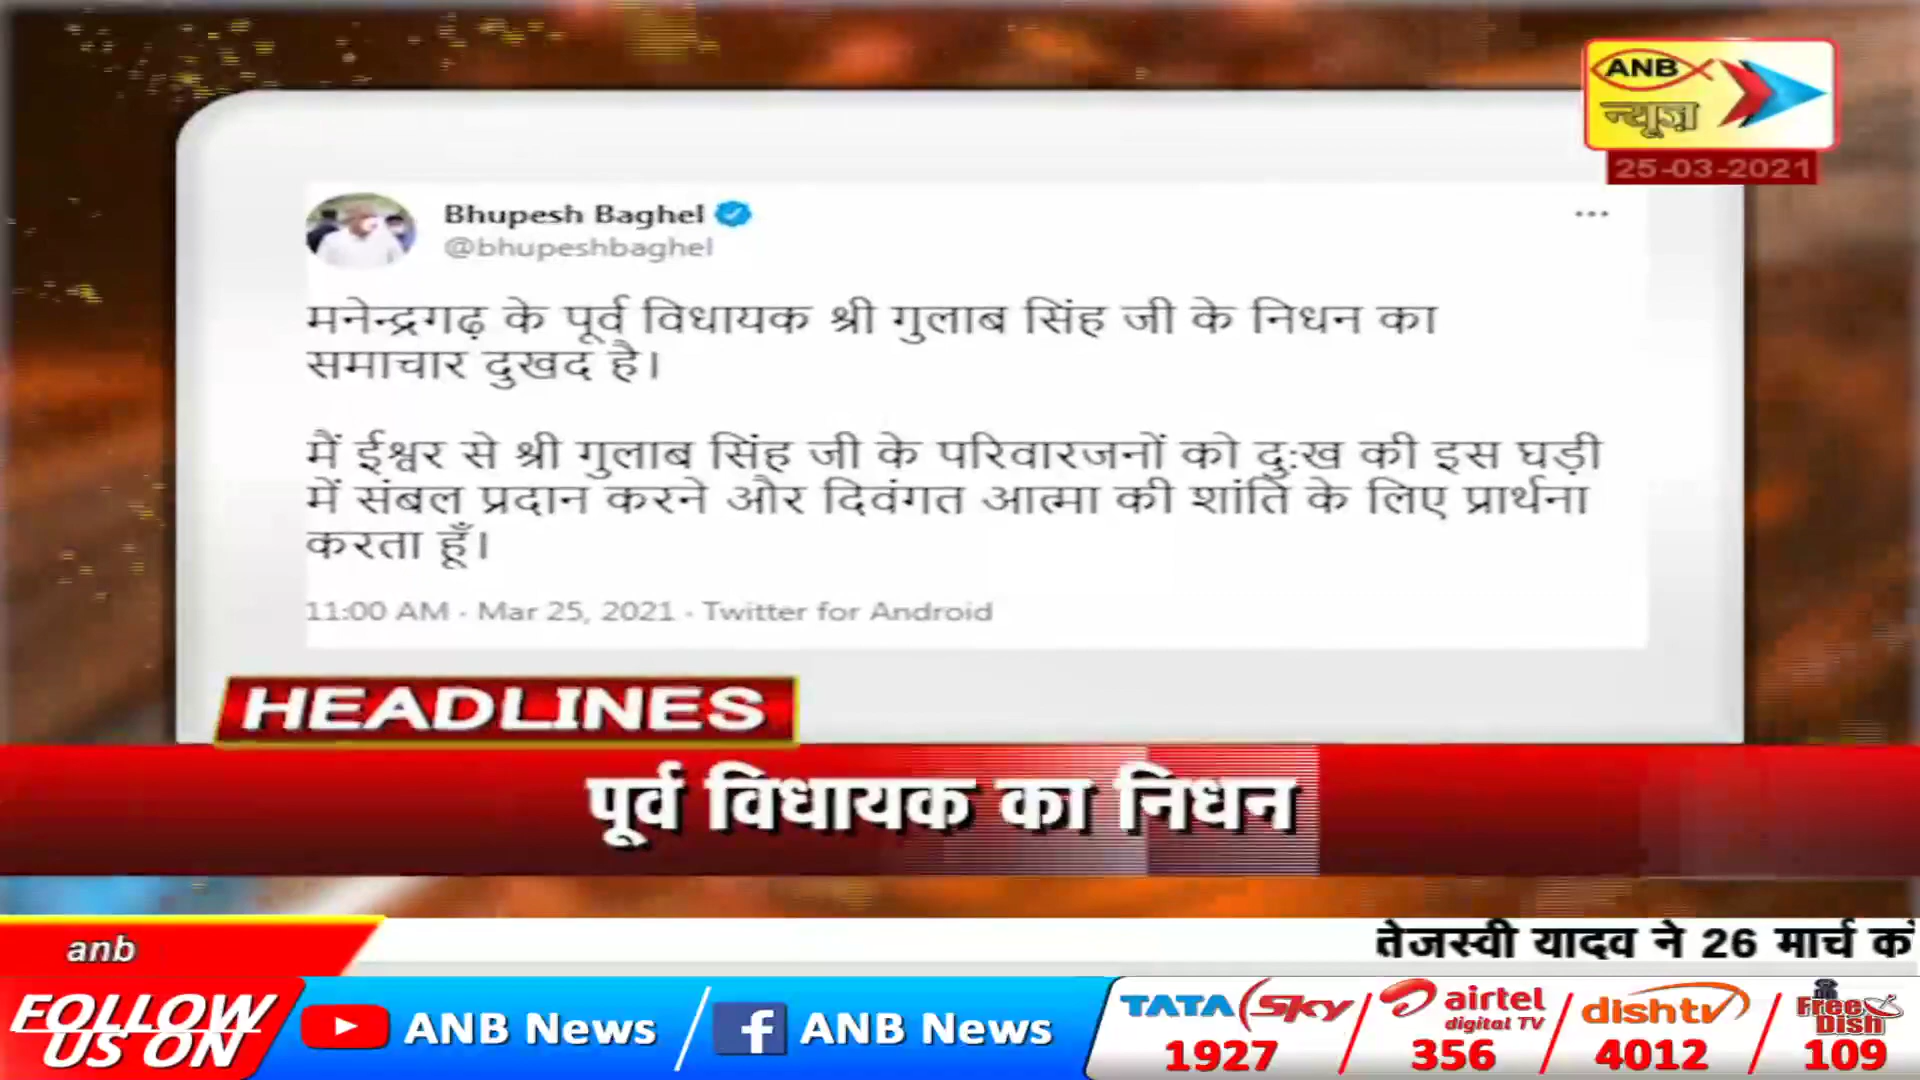 ANB
न्यूज़
25-03-2021
Bhupesh Baghel
@bhupeshbaghel
मनेन्द्रगढ़ के पूर्व विधायक श्री गुलाब सिंह जी के निधन का
समाचार दुखद है।
मैं ईश्वर से श्री गुलाब सिंह जी के परिवारजनों को दु:ख की इस घड़ी
में संबल प्रदान करने और दिवंगत आत्मा की शांति के लिए प्रार्थना
करता हूँ।
11:00 AM · Mar 25, 2021 · Twitter for Android
HEADLINES
पूर्व विधायक का निधन
anb
तेजस्वी यादव ने 26 मार्च
FOLLOW US ON
ANB News
ANB News
TATA Sky 1927
airtel digital TV 356
dishtv 4012
Free Dish 109